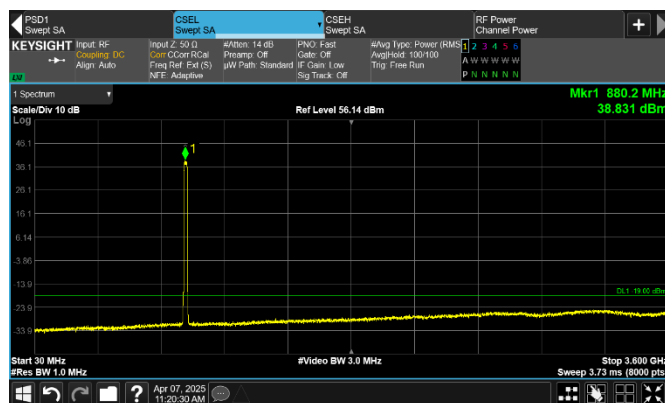 PSD1
Swept SA
CSEL
Swept SA
CSEH
Swept SA
RF Power
Channel Power
KEYSIGHT
Input: RF
Coupling: DC
Align: Auto
Input Z: 50 Ω
Corr CCorr RCal
Freq Ref: Ext (S)
NFE: Adaptive
#Atten: 14 dB
Preamp: Off
µW Path: Standard
PNO: Fast
Gate: Off
IF Gain: Low
Sig Track: Off
#Avg Type: Power (RMS)
Avg|Hold: 100/100
Trig: Free Run
1 2 3 4 5 6
A W W W W W
P N N N N N
1 Spectrum
Scale/Div 10 dB
Ref Level 56.14 dBm
Mkr1 880.2 MHz
38.831 dBm
Log
46.1
36.1
26.1
16.1
6.14
-3.86
-13.9
-23.9
-33.9
1
DL1 -19.00 dBm
Start 30 MHz
#Res BW 1.0 MHz
#Video BW 3.0 MHz
Stop 3.600 GHz
Sweep 3.73 ms (8000 pts)
Apr 07, 2025
11:20:30 AM